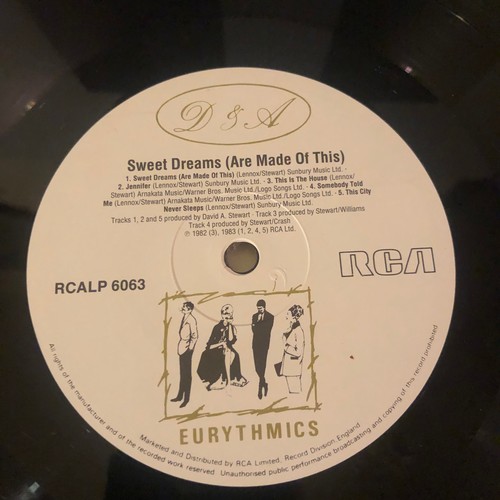 D & A
Sweet Dreams (Are Made Of This)
1. Sweet Dreams (Are Made Of This) (Lennox/Stewart) Sunbury Music Ltd. ·
2. Jennifer (Lennox/Stewart) Sunbury Music Ltd. · 3. This Is The House (Lennox/
Stewart) Arnakata Music/Warner Bros. Music Ltd./Logo Songs Ltd. · 4. Somebody Told
Me (Lennox/Stewart) Arnakata Music/Warner Bros. Music Ltd./Logo Songs Ltd. · 5. This City
Never Sleeps (Lennox/Stewart) Sunbury Music Ltd.
Tracks 1, 2 and 5 produced by David A. Stewart · Track 3 produced by Stewart/Williams
Track 4 produced by Stewart/Crash
℗ 1982 (3), 1983 (1, 2, 4, 5) RCA Ltd.
RCALP 6063
RCA
EURYTHMICS
Marketed and Distributed by RCA Limited, Record Division, England.
All rights of the manufacturer and of the recorded work reserved. Unauthorised public performance broadcasting and copying of this record prohibited.